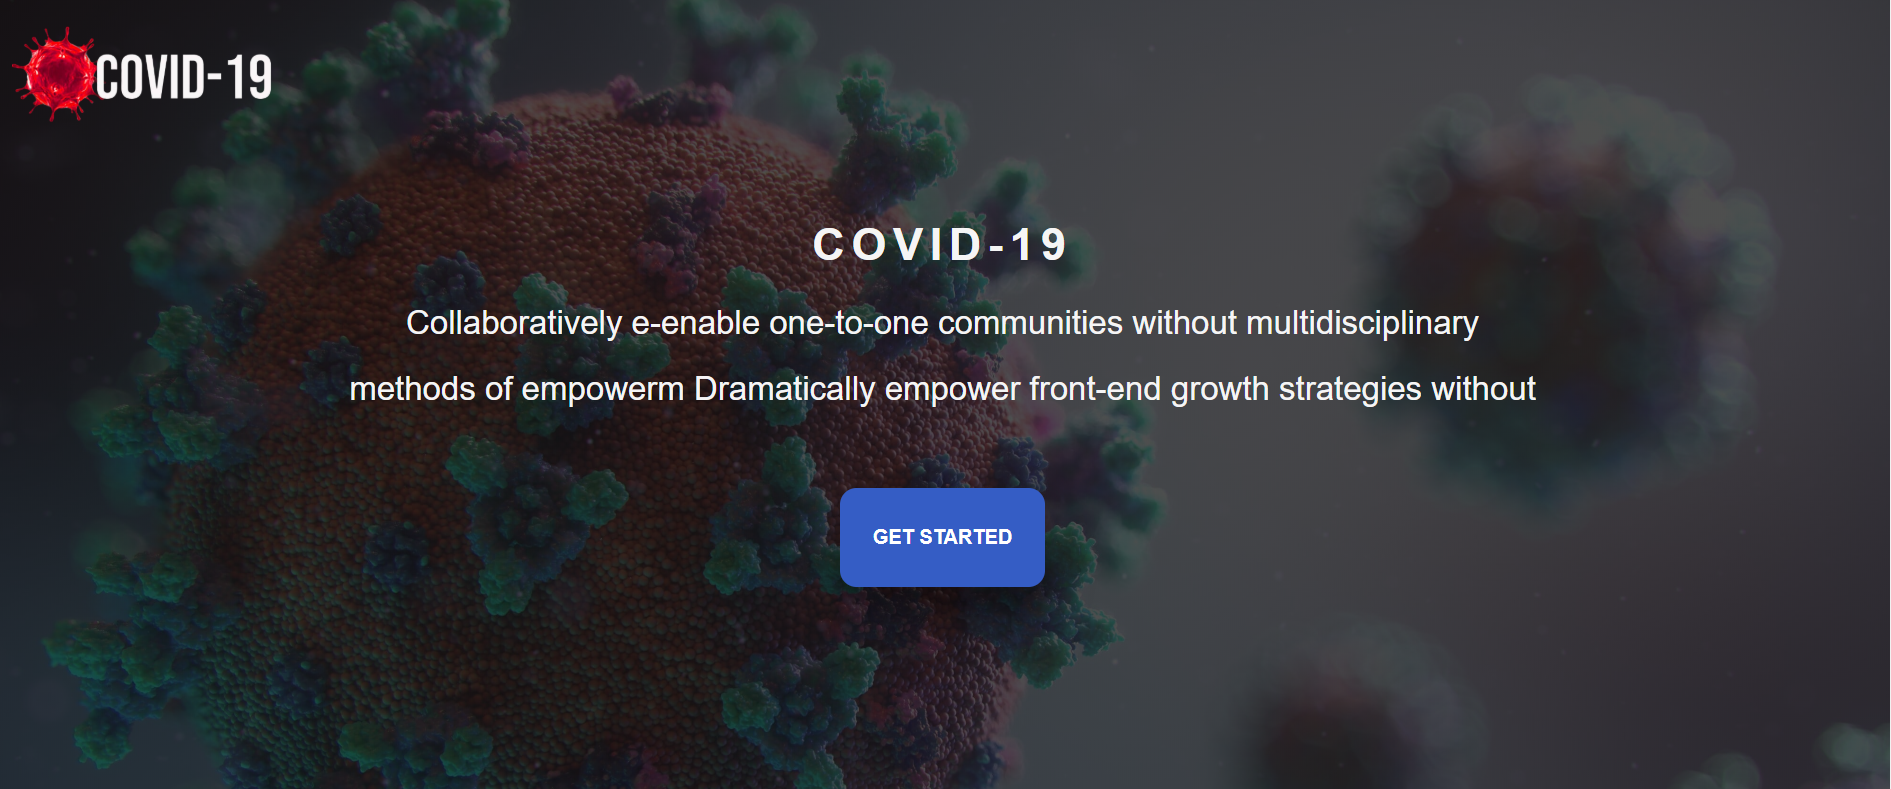 COVID-19
COVID-19
Collaboratively e-enable one-to-one communities without multidisciplinary
methods of empowerm Dramatically empower front-end growth strategies without
GET STARTED